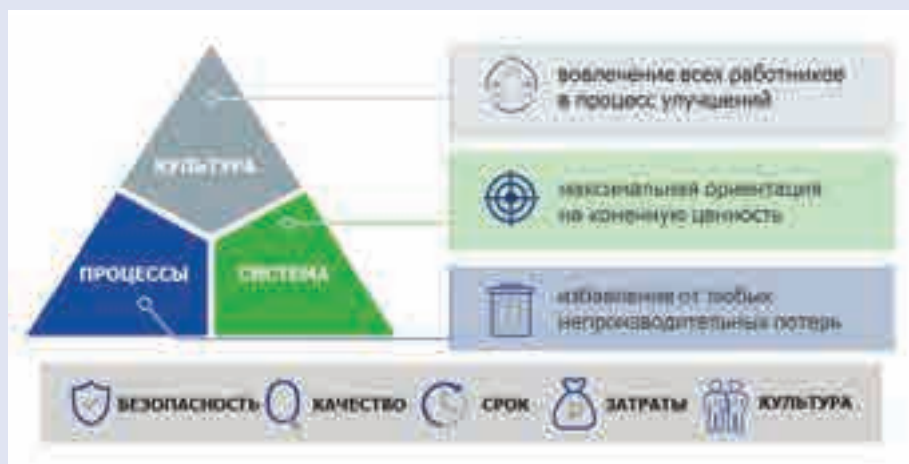 КУЛЬТУРА
ПРОЦЕССЫ
СИСТЕМА
вовлечение всех работников
в процесс улучшений
максимальная ориентация
на конечную ценность
избавление от любых
непроизводительных потерь
БЕЗОПАСНОСТЬ
КАЧЕСТВО
СРОК
ЗАТРАТЫ
КУЛЬТУРА